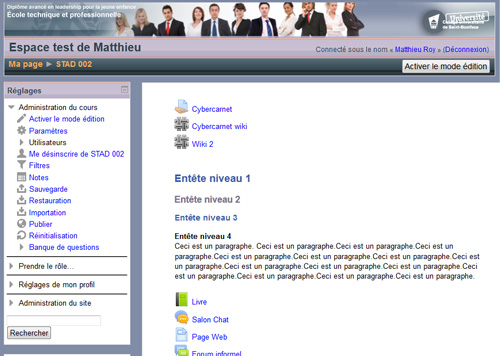 Diplôme avancé en leadership pour la jeune enfance
École technique et professionnelle
Université
de Saint-Boniface
Espace test de Matthieu
Connecté sous le nom « Matthieu Roy » (Déconnexion)
Ma page ► STAD 002
Activer le mode édition
Réglages
Administration du cours
Activer le mode édition
Paramètres
Utilisateurs
Me désinscrire de STAD 002
Filtres
Notes
Sauvegarde
Restauration
Importation
Publier
Réinitialisation
Banque de questions
Prendre le rôle...
Réglages de mon profil
Administration du site
Rechercher
Cybercarnet
Cybercarnet wiki
Wiki 2
Entête niveau 1
Entête niveau 2
Entête niveau 3
Entête niveau 4
Ceci est un paragraphe. Ceci est un paragraphe.Ceci est un paragraphe.Ceci est un
paragraphe.Ceci est un paragraphe.Ceci est un paragraphe.Ceci est un paragraphe.Ceci est
un paragraphe.Ceci est un paragraphe.Ceci est un paragraphe.Ceci est un paragraphe.Ceci
est un paragraphe.Ceci est un paragraphe.Ceci est un paragraphe.Ceci est un paragraphe.
Livre
Salon Chat
Page Web
Forum informel